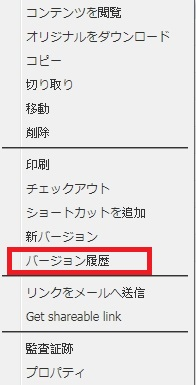 コンテンツを閲覧
オリジナルをダウンロード
コピー
切り取り
移動
削除
印刷
チェックアウト
ショートカットを追加
新バージョン
バージョン履歴
リンクをメールへ送信
Get shareable link
監査証跡
プロパティ